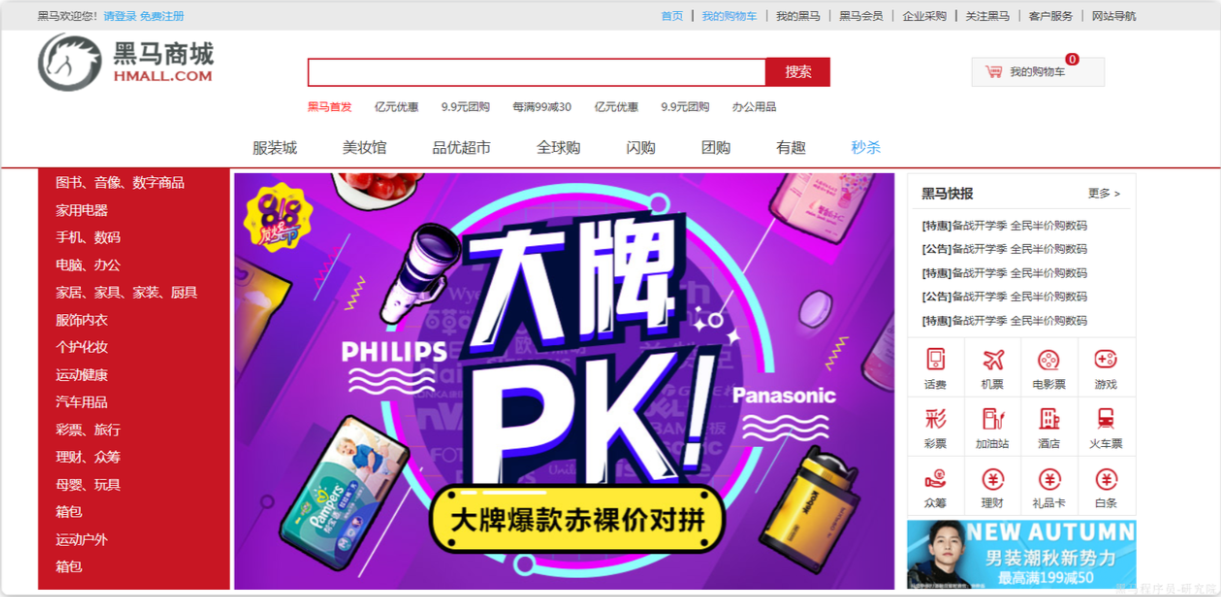 黑马欢迎您! 请登录 免费注册
首页 | 我的购物车 | 我的黑马 | 黑马会员 | 企业采购 | 关注黑马 | 客户服务 | 网站导航
黑马商城
HMALL.COM
搜索
我的购物车 0
黑马首发 亿元优惠 9.9元团购 每满99减30 亿元优惠 9.9元团购 办公用品
服装城 美妆馆 品优超市 全球购 闪购 团购 有趣 秒杀
图书、音像、数字商品
家用电器
手机、数码
电脑、办公
家居、家具、家装、厨具
服饰内衣
个护化妆
运动健康
汽车用品
彩票、旅行
理财、众筹
母婴、玩具
箱包
运动户外
箱包
818
大牌
PK!
PHILIPS
Panasonic
Pampers
大牌爆款赤裸价对拼
黑马快报 更多 >
[特惠]备战开学季 全民半价购数码
[公告]备战开学季 全民半价购数码
[特惠]备战开学季 全民半价购数码
[公告]备战开学季 全民半价购数码
[特惠]备战开学季 全民半价购数码
话费 机票 电影票 游戏
彩
彩票 加油站 酒店 火车票
众筹 理财 礼品卡 白条
NEW AUTUMN
男装潮秋新势力
最高满199减50
黑马程序员-研究院